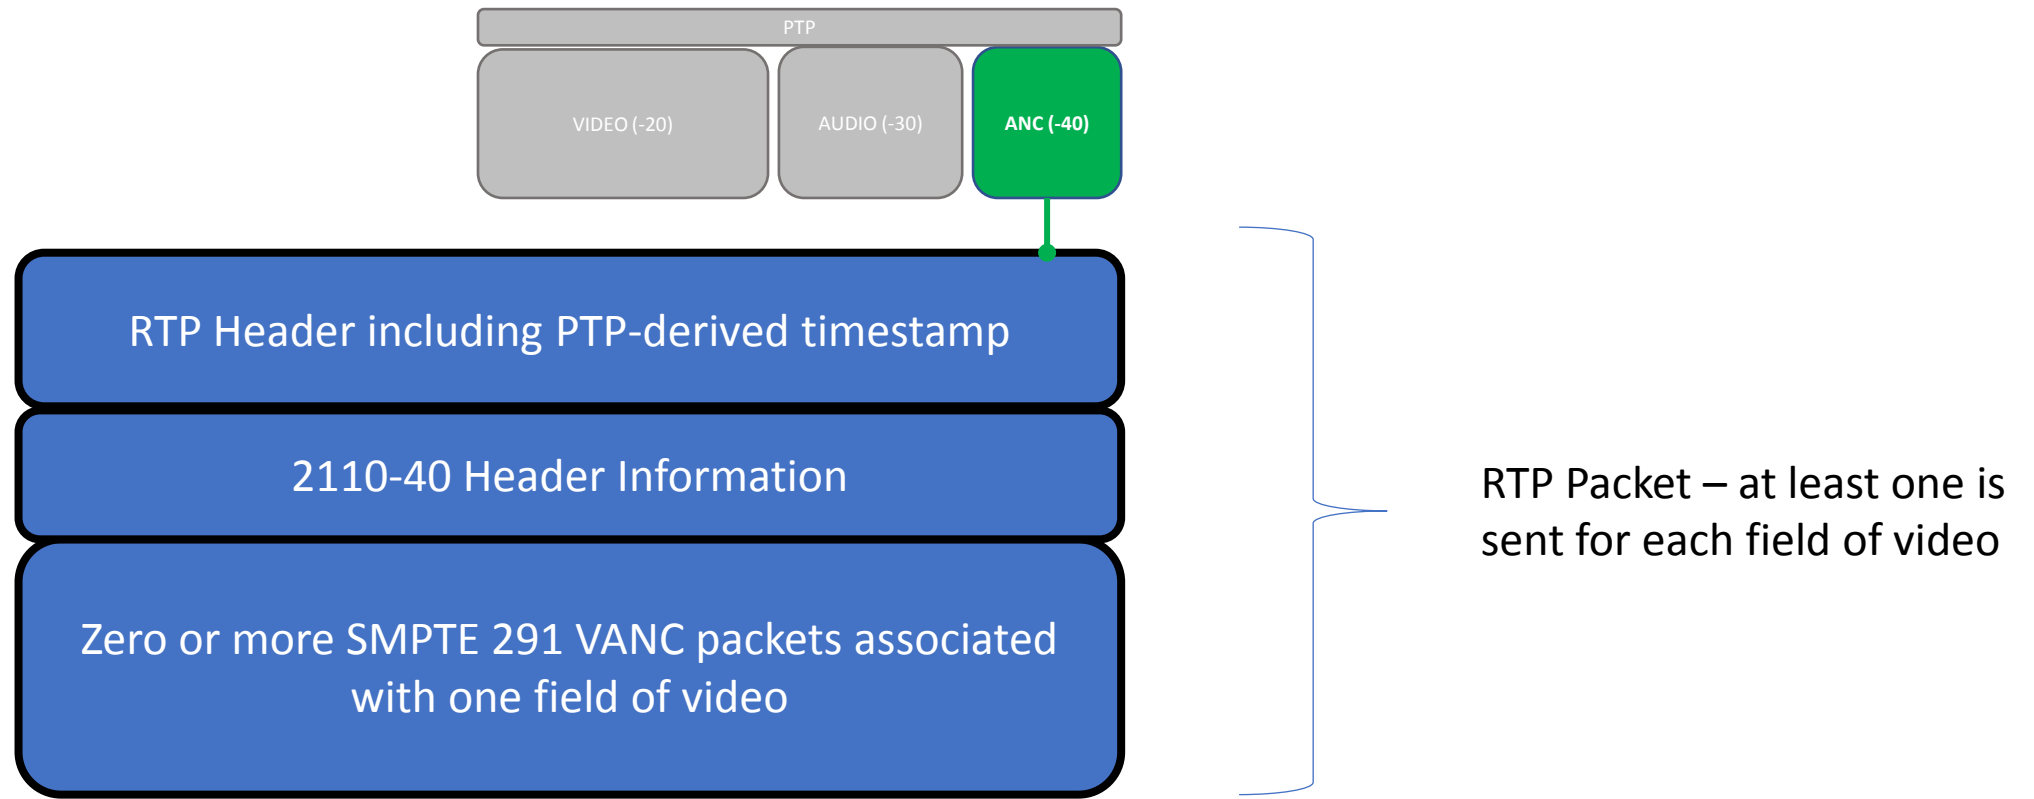 PTP
VIDEO (-20)
AUDIO (-30)
ANC (-40)
RTP Header including PTP-derived timestamp
2110-40 Header Information
Zero or more SMPTE 291 VANC packets associated
with one field of video
RTP Packet – at least one is
sent for each field of video